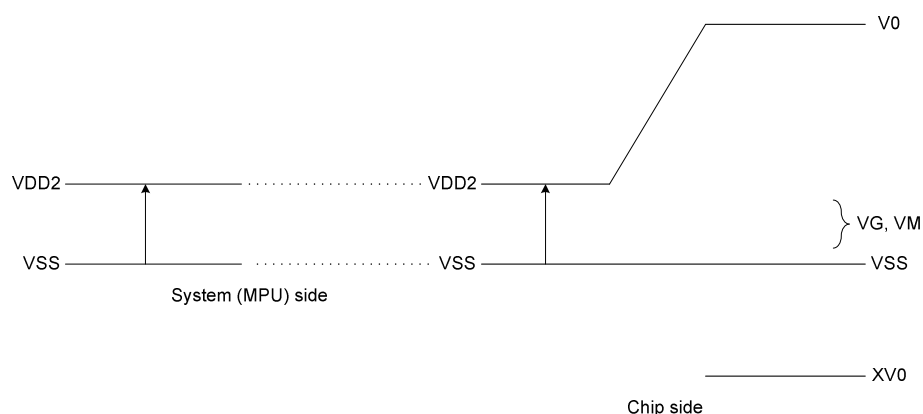 V0
VDD2
VDD2
VG, VM
VSS
VSS
VSS
System (MPU) side
XV0
Chip side